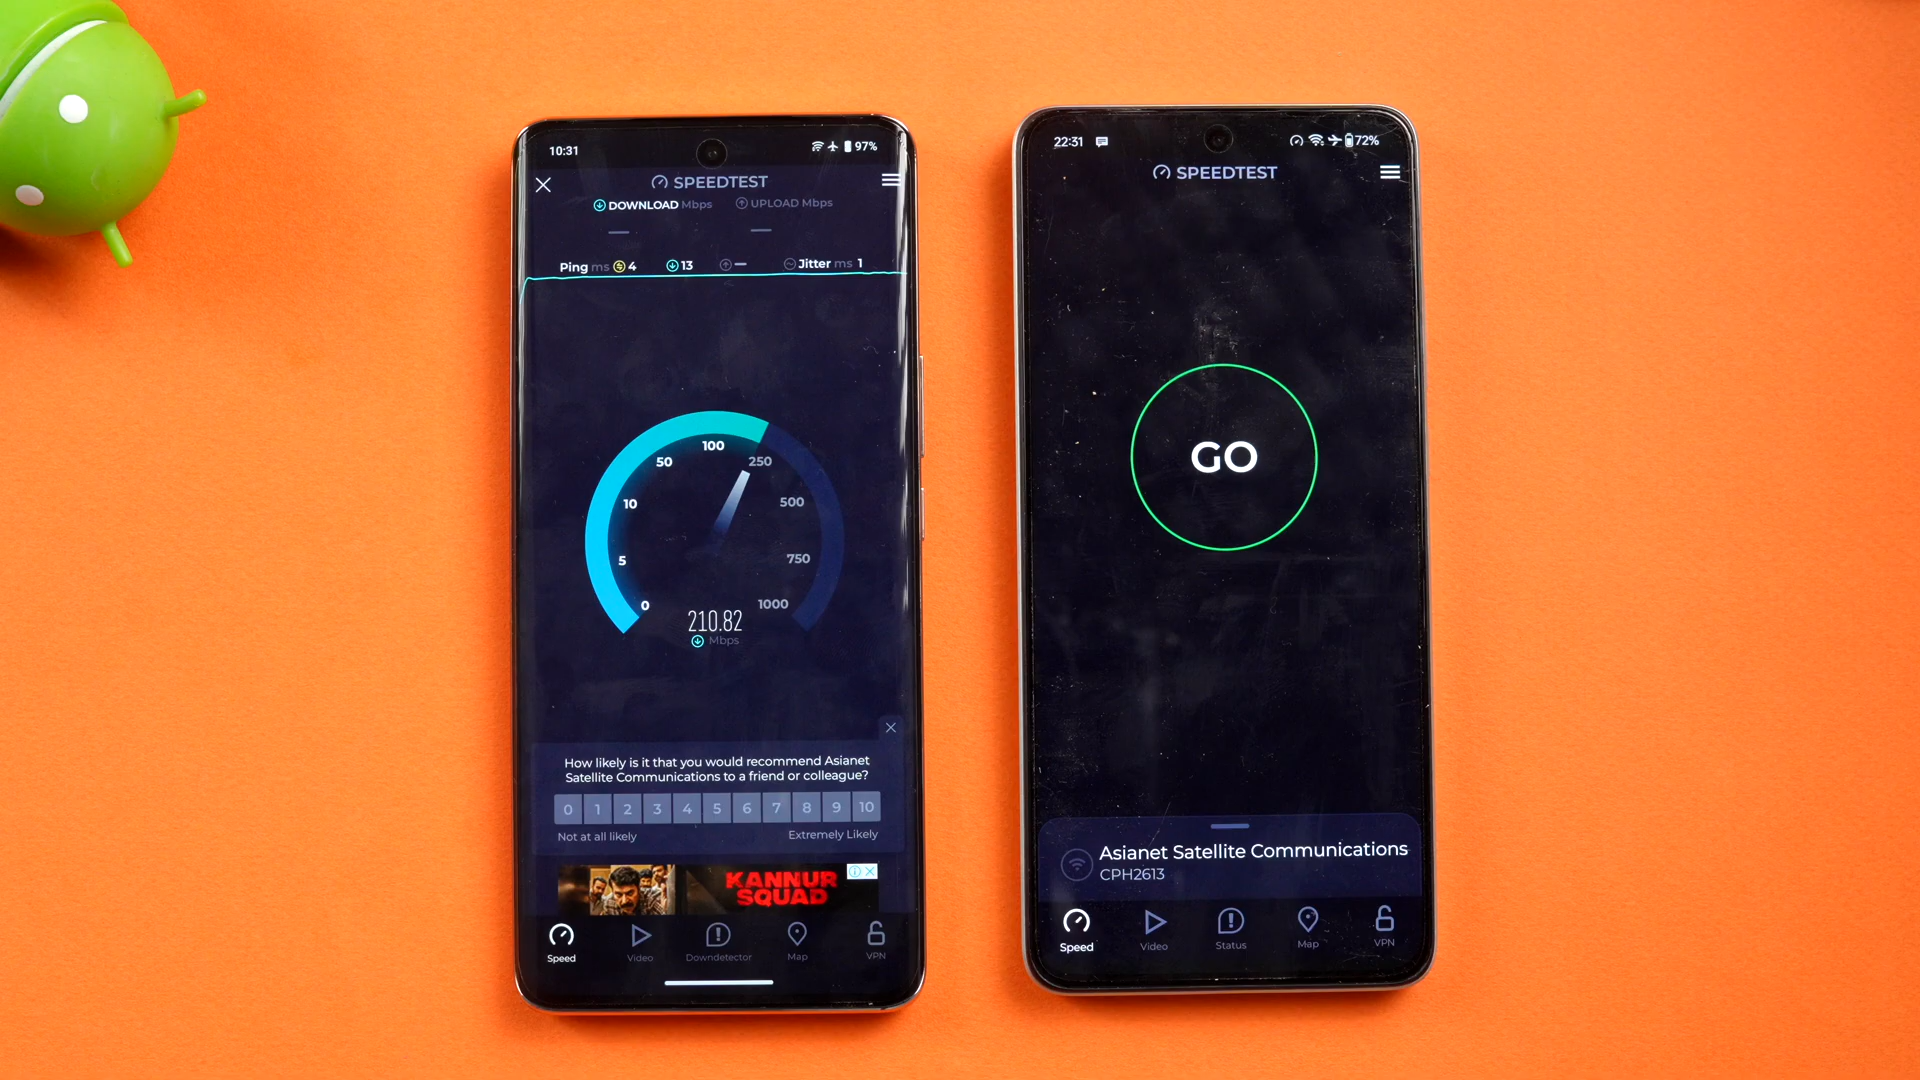 10:31
97%
SPEEDTEST
DOWNLOAD Mbps
UPLOAD Mbps
Ping ms 4
13
Jitter ms 1
0
5
10
50
100
250
500
750
1000
210.82
Mbps
How likely is it that you would recommend Asianet
Satellite Communications to a friend or colleague?
0 1 2 3 4 5 6 7 8 9 10
Not at all likely
Extremely Likely
KANNUR
SQUAD
Speed
Video
Downdetector
Map
VPN
22:31
72%
SPEEDTEST
GO
Asianet Satellite Communications
CPH2613
Speed
Video
Status
Map
VPN